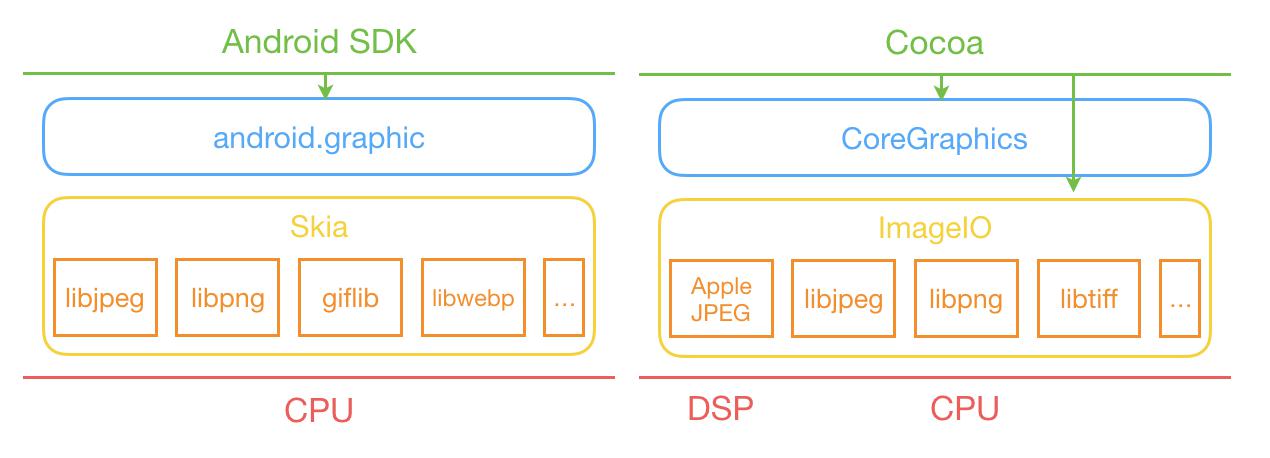 Android SDK
android.graphic
Skia
libjpeg
libpng
giflib
libwebp
...
CPU
Cocoa
CoreGraphics
ImageIO
Apple
JPEG
libjpeg
libpng
libtiff
...
DSP
CPU